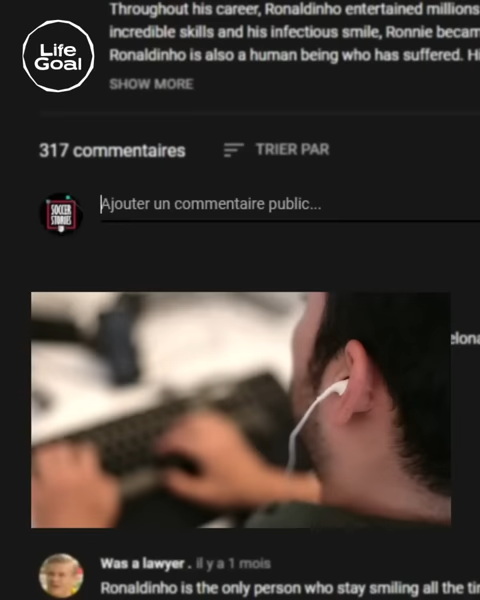 Throughout his career, Ronaldinho entertained millions
incredible skills and his infectious smile, Ronnie becam
Ronaldinho is also a human being who has suffered. Hi
Life
Goal
SHOW MORE
317 commentaires
TRIER PAR
SOCCER
STORIES
Ajouter un commentaire public...
elona
Was a lawyer . il y a 1 mois
Ronaldinho is the only person who stay smiling all the ti